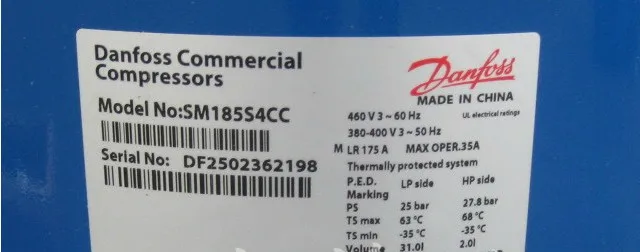 Danfoss Commercial
Compressors
Danfoss
MADE IN CHINA
Model No:SM185S4CC
460 V 3 ~ 60 Hz UL electrical ratings
380-400 V 3 ~ 50 Hz
M LR 175 A MAX OPER.35A
Serial No: DF2502362198
Thermally protected system
P.E.D. LP side HP side
Marking
PS 25 bar 27.8 bar
TS max 63 °C 68 °C
TS min -35 °C -35 °C
Volume 31.0l 2.0l